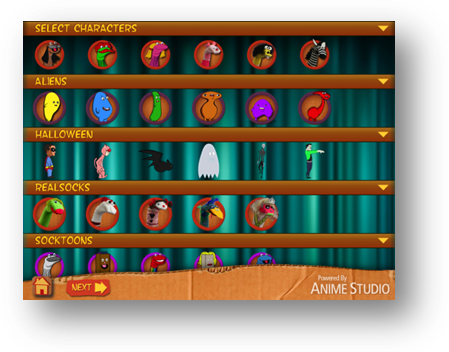 SELECT CHARACTERS
ALIENS
HALLOWEEN
REALSOCKS
SOCKTOONS
NEXT
Powered By
ANIME STUDIO